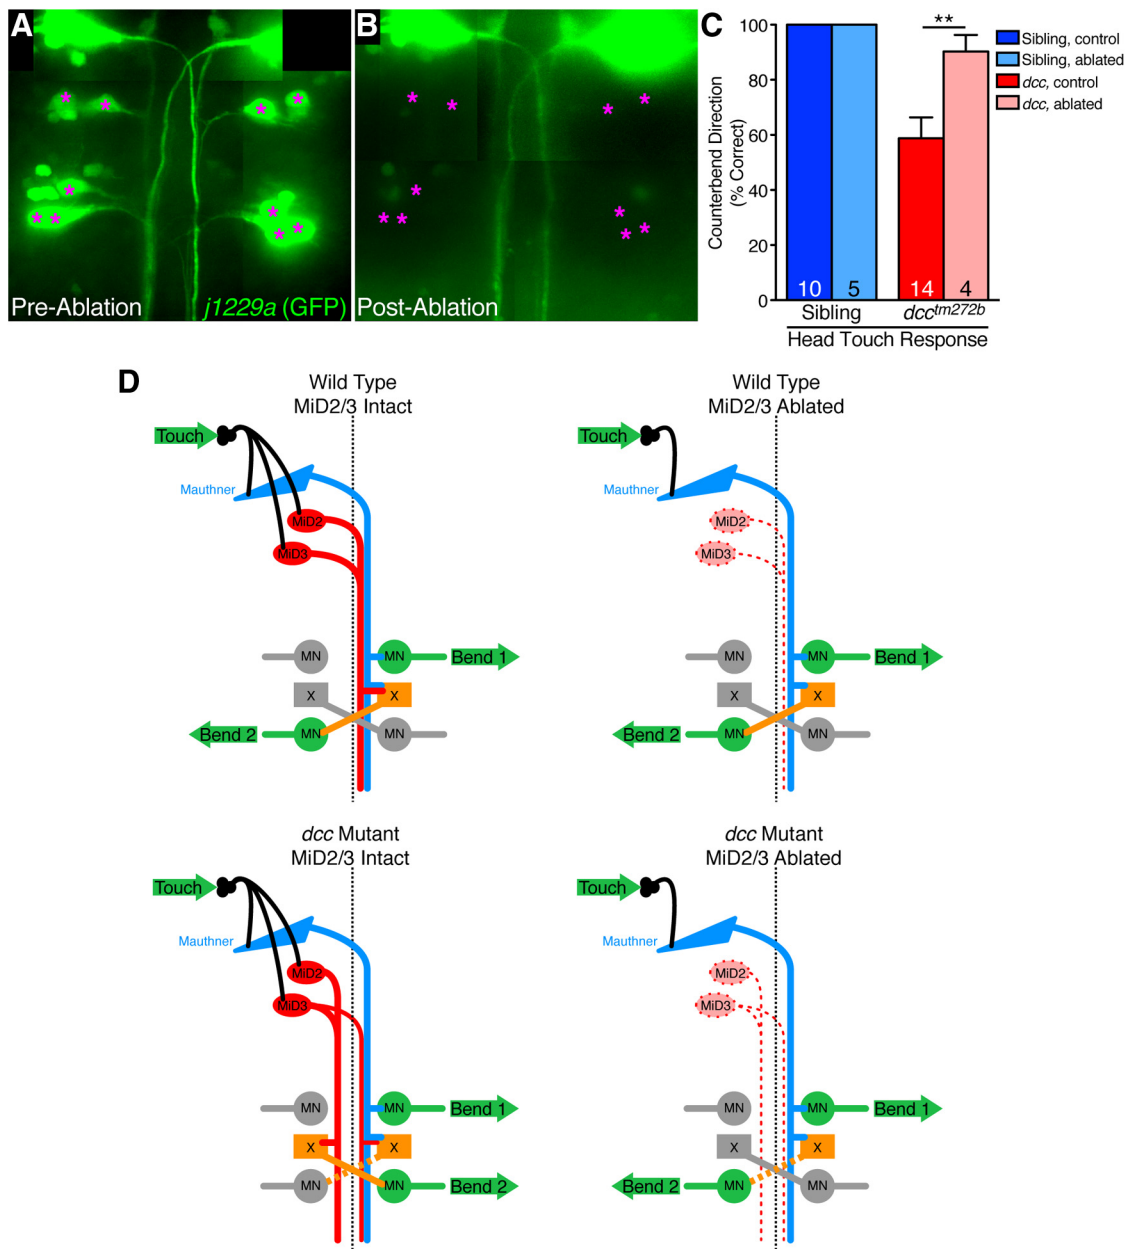 A
Pre-Ablation
j1229a (GFP)
B
Post-Ablation
C
Counterbend Direction
(% Correct)
100
80
60
40
20
0
**
10
5
14
4
Sibling
dcctm272b
Head Touch Response
Sibling, control
Sibling, ablated
dcc, control
dcc, ablated
D
Wild Type
MiD2/3 Intact
Touch
Mauthner
MiD2
MiD3
MN
MN
Bend 1
X
X
Bend 2
MN
MN
Wild Type
MiD2/3 Ablated
Touch
Mauthner
MiD2
MiD3
MN
MN
Bend 1
X
X
Bend 2
MN
MN
dcc Mutant
MiD2/3 Intact
Touch
Mauthner
MiD2
MiD3
MN
MN
Bend 1
X
X
MN
MN
Bend 2
dcc Mutant
MiD2/3 Ablated
Touch
Mauthner
MiD2
MiD3
MN
MN
Bend 1
X
X
Bend 2
MN
MN